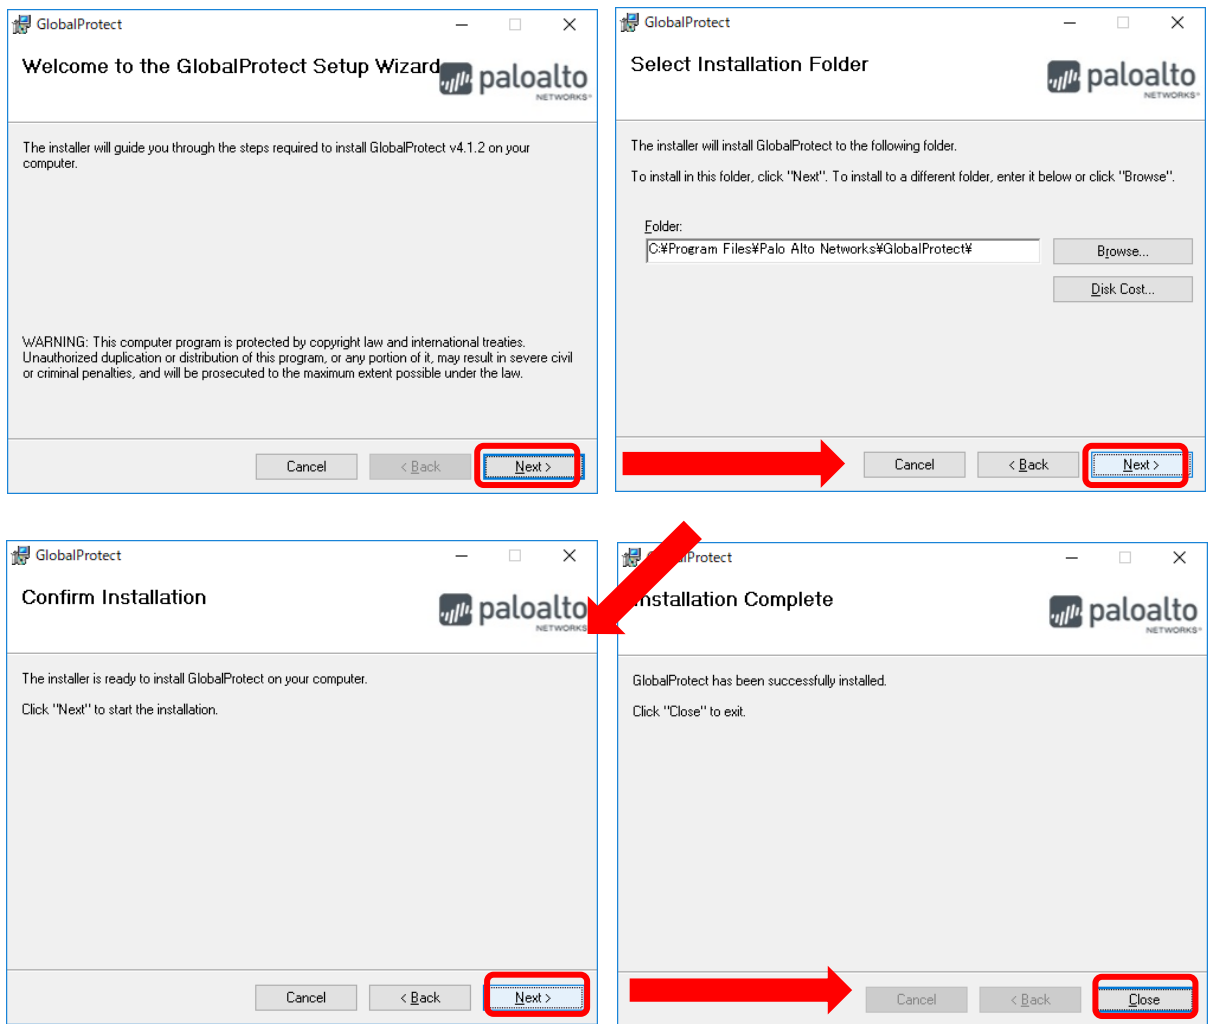 GlobalProtect
Welcome to the GlobalProtect Setup Wizard
paloalto
NETWORKS®
The installer will guide you through the steps required to install GlobalProtect v4.1.2 on your
computer.
WARNING: This computer program is protected by copyright law and international treaties.
Unauthorized duplication or distribution of this program, or any portion of it, may result in severe civil
or criminal penalties, and will be prosecuted to the maximum extent possible under the law.
Cancel
< Back
Next >
GlobalProtect
Select Installation Folder
paloalto
NETWORKS®
The installer will install GlobalProtect to the following folder.
To install in this folder, click "Next". To install to a different folder, enter it below or click "Browse".
Folder:
C:¥Program Files¥Palo Alto Networks¥GlobalProtect¥
Browse...
Disk Cost...
Cancel
< Back
Next >
GlobalProtect
Confirm Installation
paloalto
NETWORKS
The installer is ready to install GlobalProtect on your computer.
Click "Next" to start the installation.
Cancel
< Back
Next >
GlobalProtect
Installation Complete
paloalto
NETWORKS®
GlobalProtect has been successfully installed.
Click "Close" to exit.
Cancel
< Back
Close